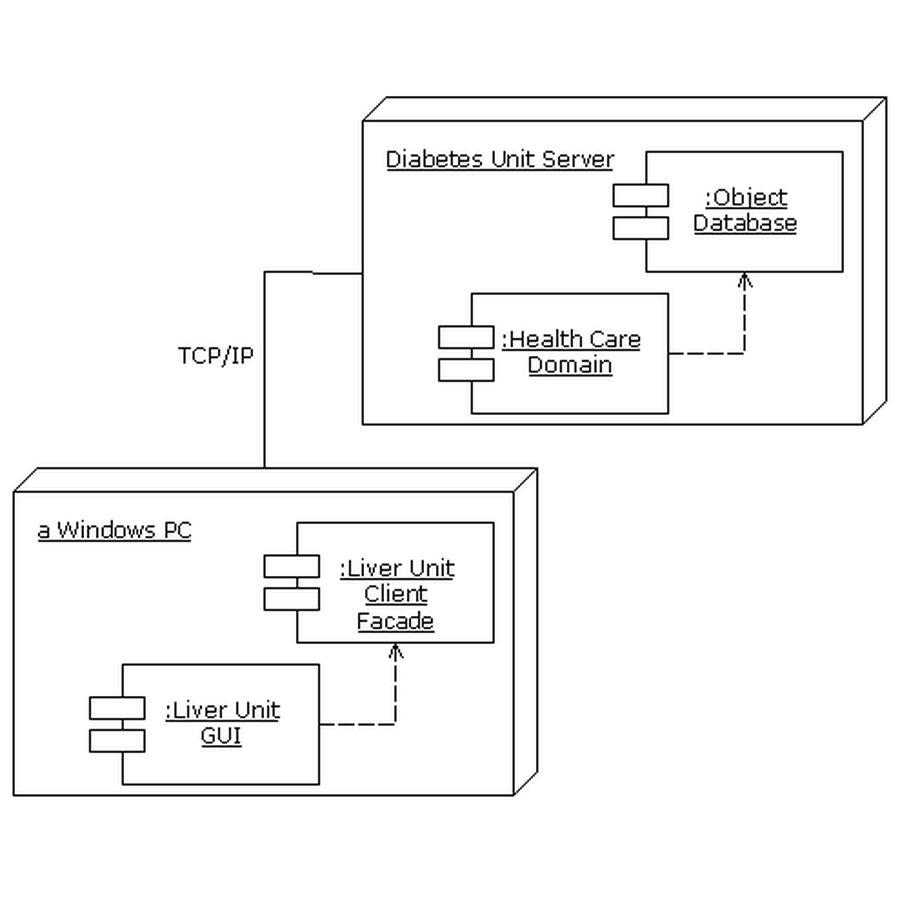 Diabetes Unit Server
:Object
Database
:Health Care
Domain
TCP/IP
a Windows PC
:Liver Unit
Client
Facade
:Liver Unit
GUI